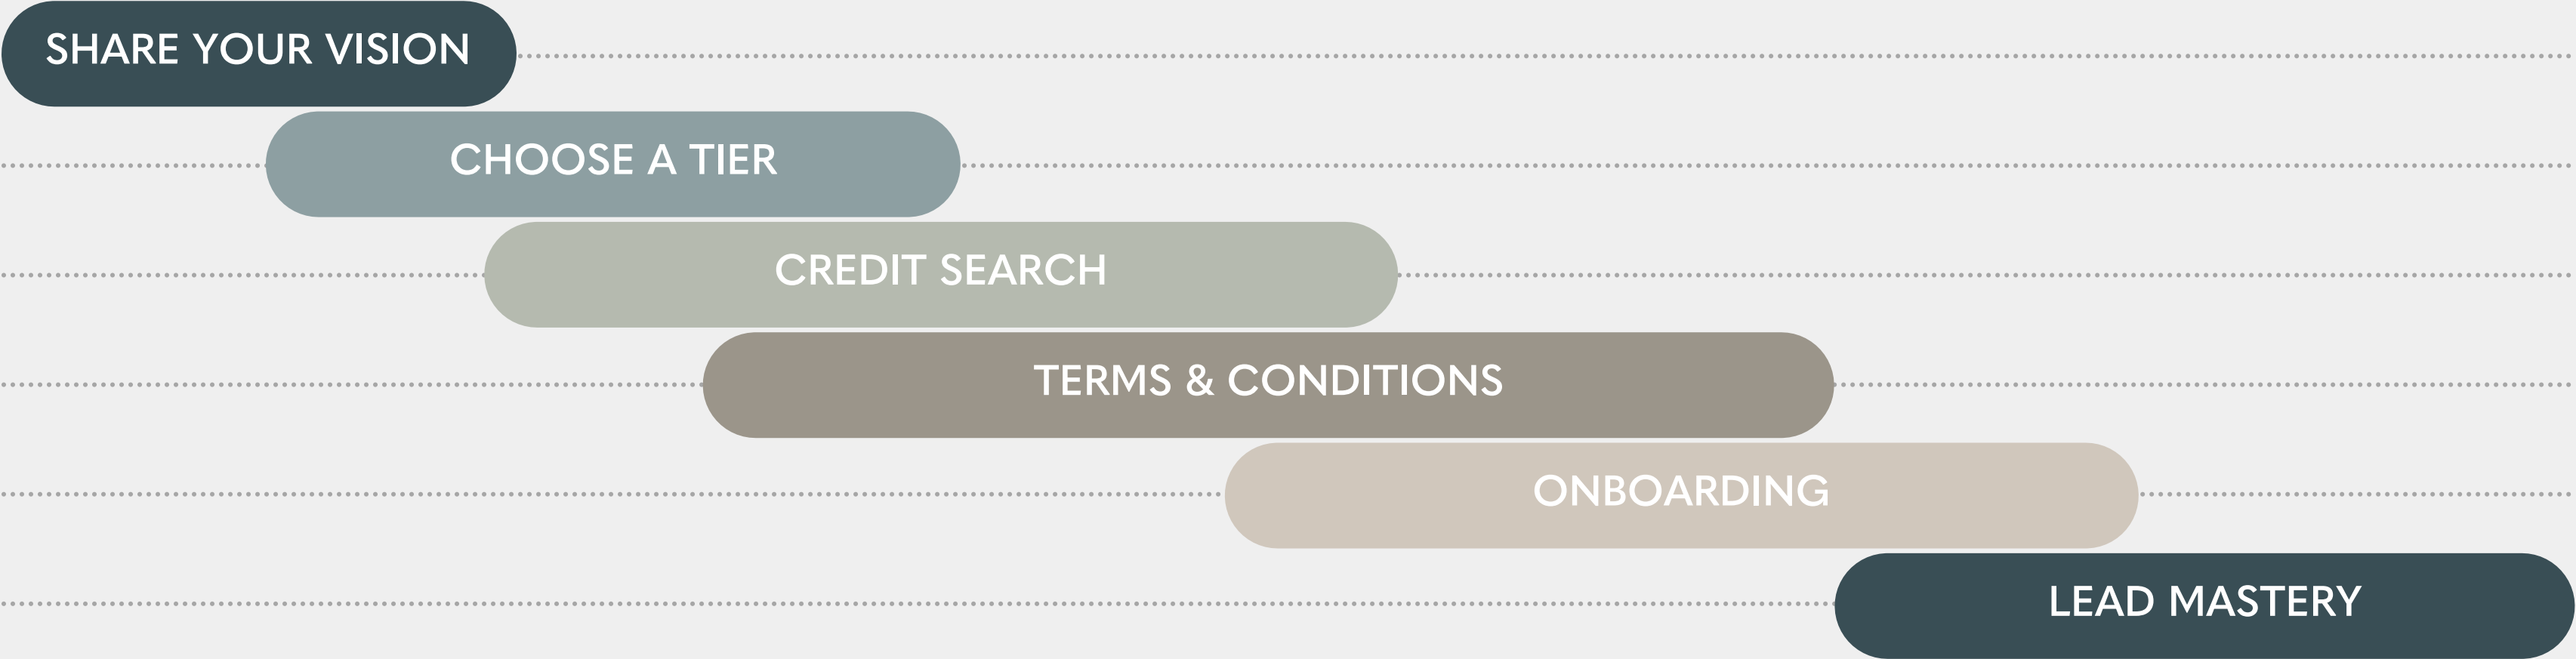 SHARE YOUR VISION
CHOOSE A TIER
CREDIT SEARCH
TERMS & CONDITIONS
ONBOARDING
LEAD MASTERY